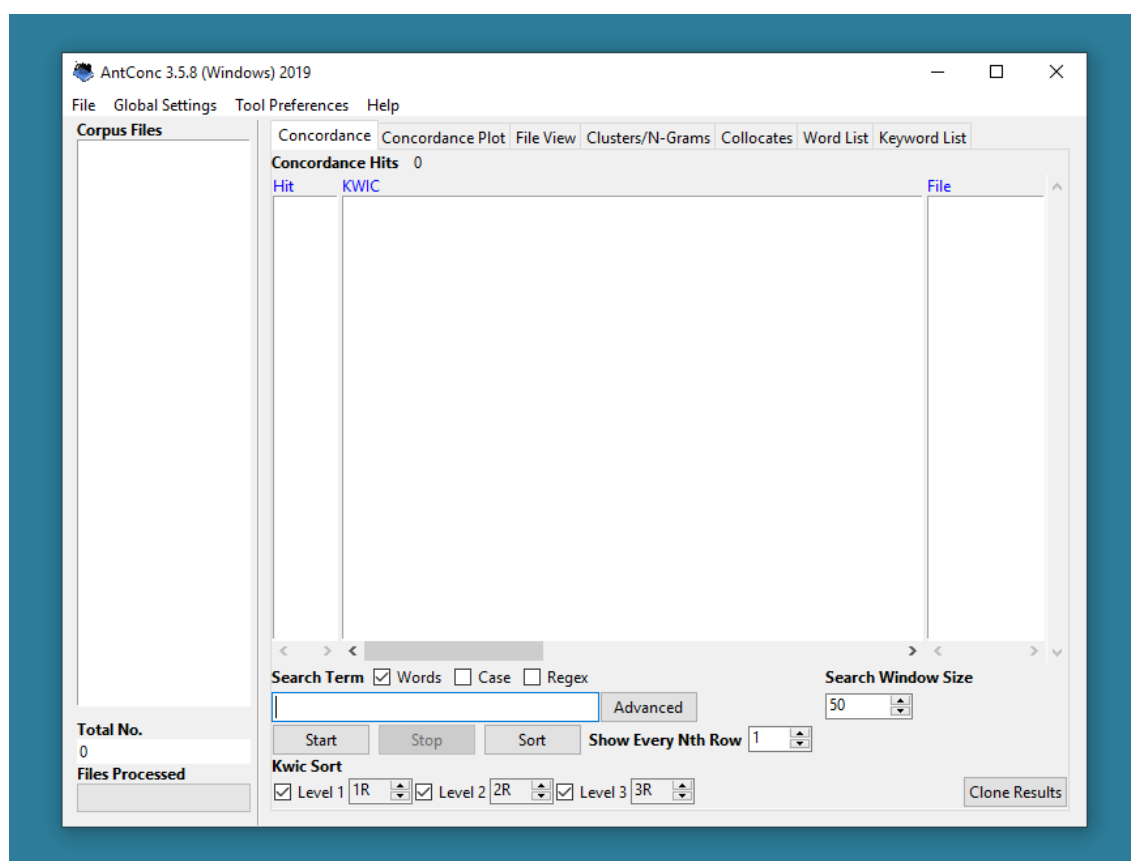 AntConc 3.5.8 (Windows) 2019
File Global Settings Tool Preferences Help
Corpus Files
Concordance Concordance Plot File View Clusters/N-Grams Collocates Word List Keyword List
Concordance Hits 0
Hit KWIC File
Search Term Words Case Regex Search Window Size
Advanced 50
Total No.
0
Start Stop Sort Show Every Nth Row 1
Files Processed
Kwic Sort
Level 1 1R Level 2 2R Level 3 3R Clone Results